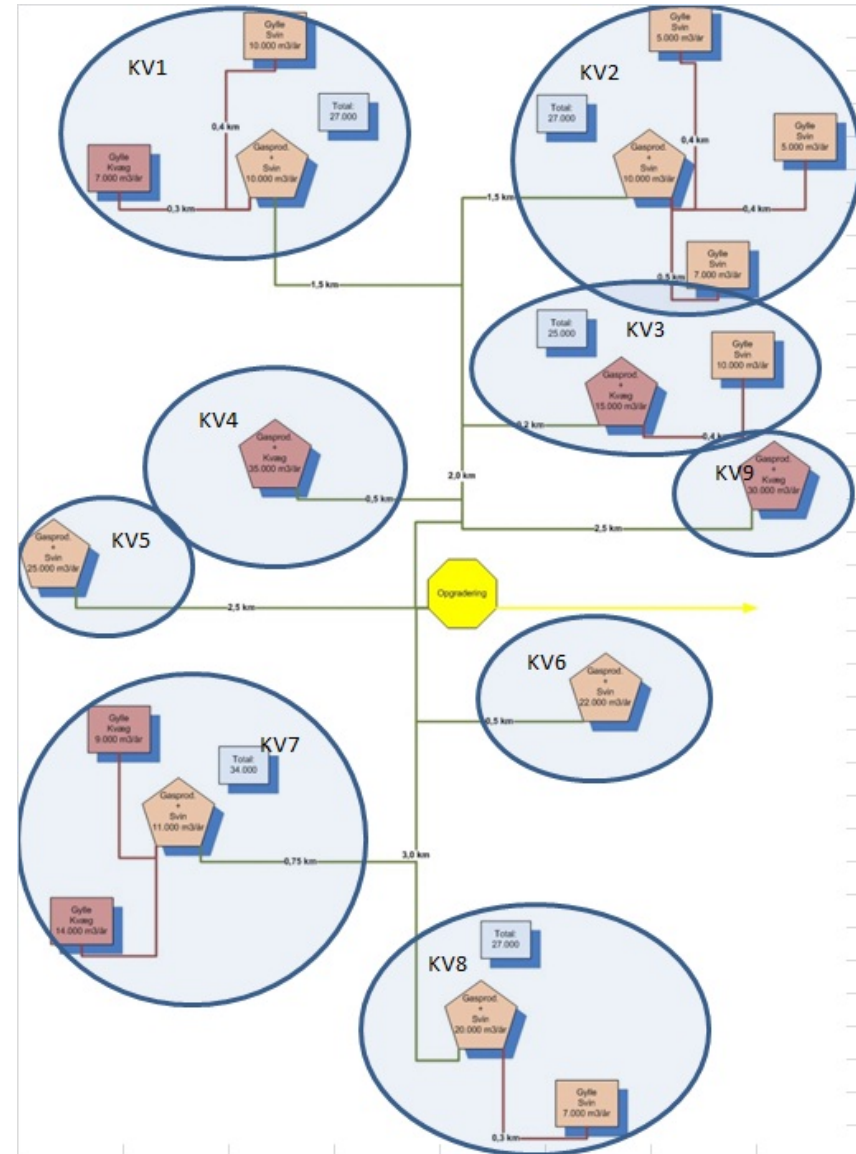 KV1
Gylle
Svin
10.000 m3/år
Total:
27.000
0,4 km
Gylle
Kvæg
7.000 m3/år
Gasprod.
+
Svin
10.000 m3/år
0,3 km
1,5 km
KV2
Gylle
Svin
5.000 m3/år
Total:
27.000
0,4 km
Gylle
Svin
5.000 m3/år
Gasprod.
+
Svin
10.000 m3/år
1,5 km
0,4 km
Gylle
Svin
7.000 m3/år
0,5 km
KV3
Total:
25.000
Gylle
Svin
10.000 m3/år
Gasprod.
+
Kvæg
15.000 m3/år
0,2 km
0,4 km
KV4
Gasprod.
+
Kvæg
35.000 m3/år
0,5 km
2,0 km
KV9
Gasprod.
+
Kvæg
30.000 m3/år
2,5 km
KV5
Gasprod.
+
Svin
25.000 m3/år
2,5 km
Opgradering
KV6
Gasprod.
+
Svin
22.000 m3/år
0,5 km
KV7
Gylle
Kvæg
9.000 m3/år
Total:
34.000
Gasprod.
+
Svin
11.000 m3/år
0,75 km
3,0 km
Gylle
Kvæg
14.000 m3/år
KV8
Total:
27.000
Gasprod.
+
Svin
20.000 m3/år
Gylle
Svin
7.000 m3/år
0,3 km